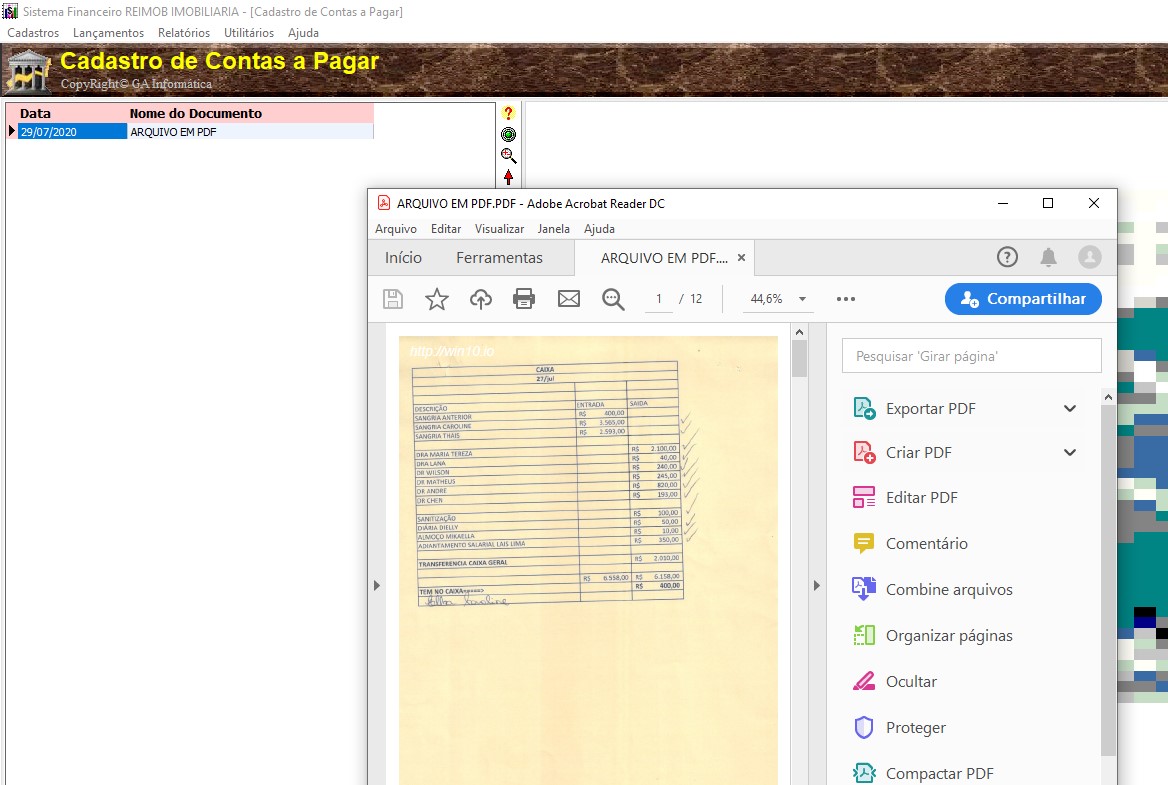 Sistema Financeiro REIMOB IMOBILIARIA - [Cadastro de Contas a Pagar]
Cadastros Lançamentos Relatórios Utilitários Ajuda
Cadastro de Contas a Pagar
CopyRight© GA Informática
Data Nome do Documento
29/07/2020 ARQUIVO EM PDF
ARQUIVO EM PDF.PDF - Adobe Acrobat Reader DC
Arquivo Editar Visualizar Janela Ajuda
Início Ferramentas ARQUIVO EM PDF.... ×
1 / 12 44,6% Compartilhar
http://win10.io
CAIXA
27/jul
DESCRIÇÃO ENTRADA SAIDA
SANGRIA ANTERIOR R$ 400,00
SANGRIA CAROLINE R$ 3.565,00
SANGRIA THAIS R$ 2.593,00
DRA MARIA TEREZA R$ 2.100,00
DRA LANA R$ 40,00
DR WILSON R$ 240,00
DR MATHEUS R$ 245,00
DR ANDRE R$ 820,00
DR CHEN R$ 193,00
SANITIZAÇÃO R$ 100,00
DIÁRIA DIELLY R$ 50,00
ALMOÇO MIKAELLA R$ 10,00
ADIANTAMENTO SALARIAL LAIS LIMA R$ 350,00
TRANSFERENCIA CAIXA GERAL R$ 2.010,00
R$ 6.558,00 R$ 6.158,00
TEM NO CAIXA=====> R$ 400,00
Pesquisar 'Girar página'
Exportar PDF
Criar PDF
Editar PDF
Comentário
Combine arquivos
Organizar páginas
Ocultar
Proteger
Compactar PDF